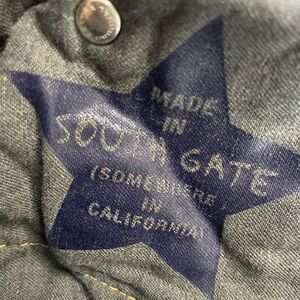 MADE
IN
SOUTH GATE
(SOMEWHERE
IN
CALIFORNIA)